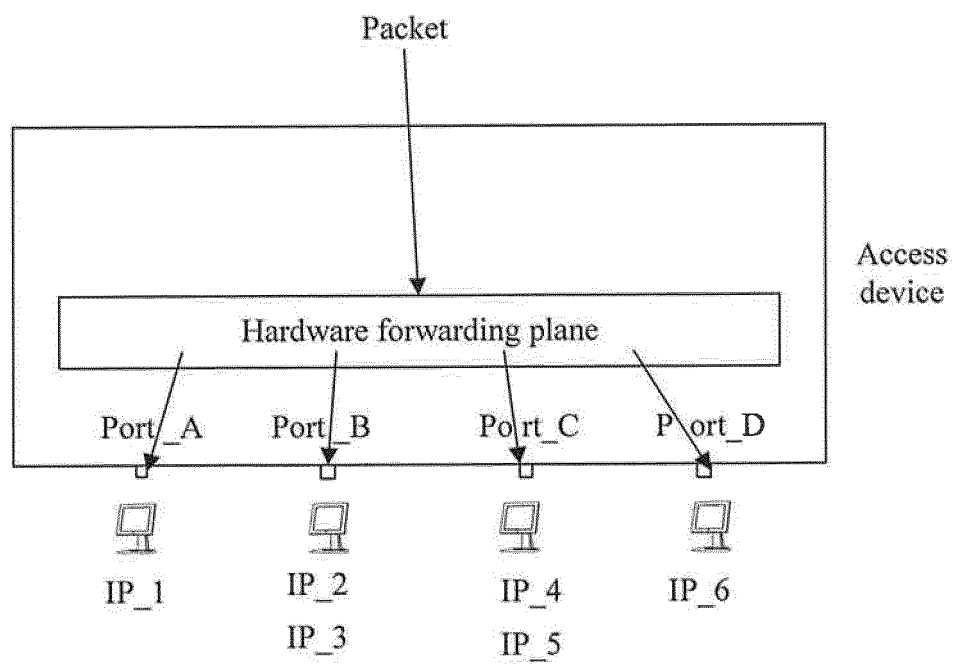 Packet
Access
device
Hardware forwarding plane
Port_A Port_B Port_C Port_D
IP_1 IP_2 IP_4 IP_6
IP_3 IP_5